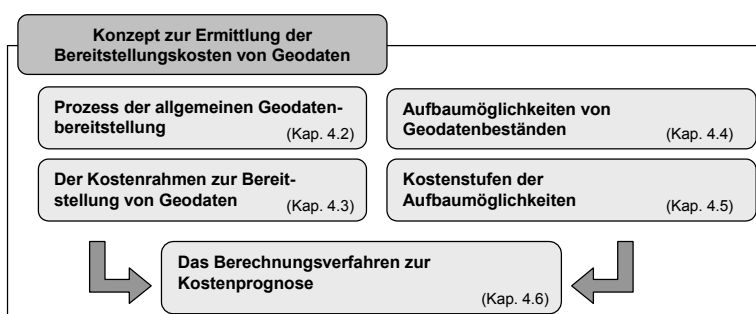 Konzept zur Ermittlung der
Bereitstellungskosten von Geodaten
Prozess der allgemeinen Geodaten-
bereitstellung
(Kap. 4.2)
Aufbaumöglichkeiten von
Geodatenbeständen
(Kap. 4.4)
Der Kostenrahmen zur Bereit-
stellung von Geodaten
(Kap. 4.3)
Kostenstufen der
Aufbaumöglichkeiten
(Kap. 4.5)
Das Berechnungsverfahren zur
Kostenprognose
(Kap. 4.6)